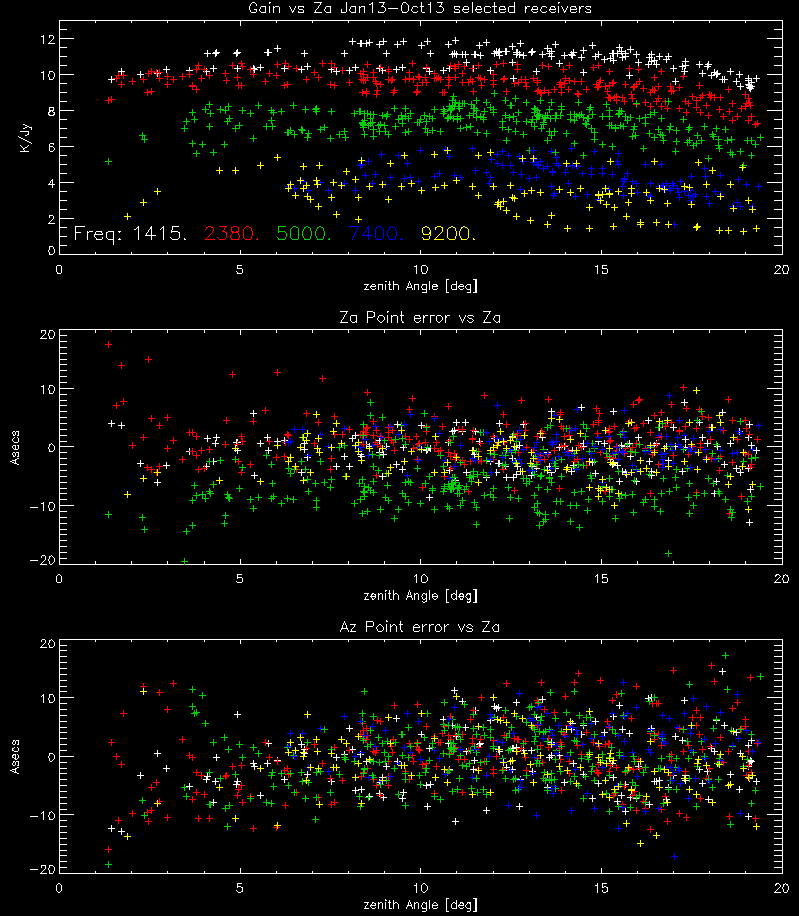 Gain vs Za Jan13-Oct13 selected receivers
12
10
8
6
4
2
0
K/Jy
Freq: 1415. 2380. 5000. 7400. 9200.
0 5 10 15 20
zenith Angle [deg]
Za Point error vs Za
20
10
0
-10
-20
Asecs
0 5 10 15 20
zenith Angle [deg]
Az Point error vs Za
20
10
0
-10
-20
Asecs
0 5 10 15 20
zenith Angle [deg]